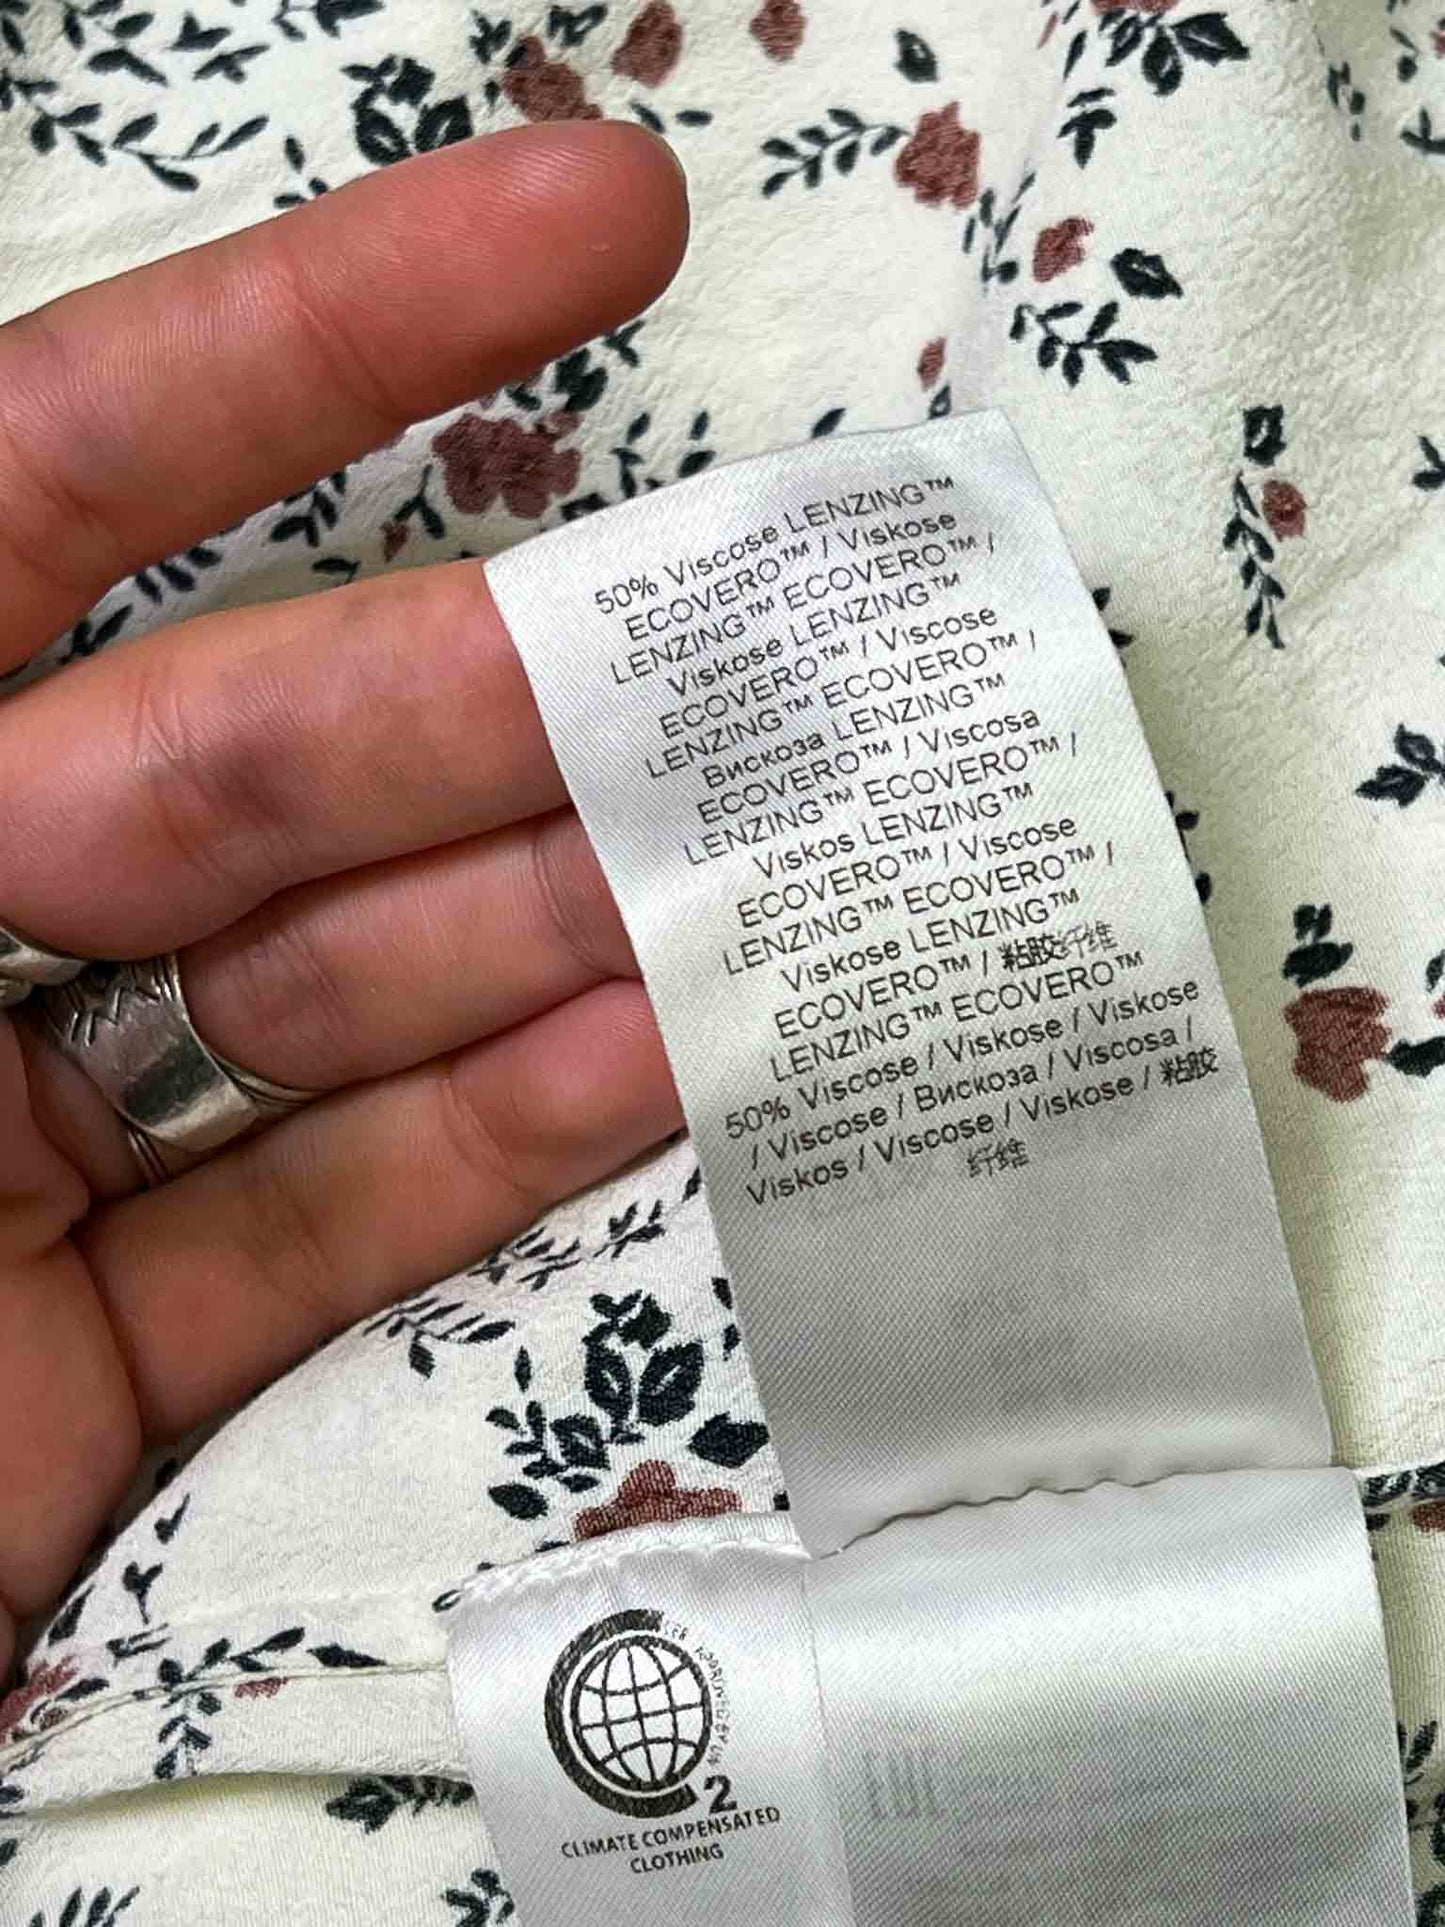 50% Viscose LENZING™
ECOVERO™ / Viskose
LENZING™ ECOVERO™ /
Viskose LENZING™
ECOVERO™ / Viscose
LENZING™ ECOVERO™ /
Вискоза LENZING™
ECOVERO™ / Viscosa
LENZING™ ECOVERO™ /
Viskos LENZING™
ECOVERO™ / Viscose
LENZING™ ECOVERO™ /
Viskose LENZING™
ECOVERO™ / 粘胶纤维
LENZING™ ECOVERO™
50% Viscose / Viskose / Viskose
/ Viscose / Вискоза / Viscosa /
Viskos / Viscose / Viskose / 粘胶
纤维
2
CLIMATE COMPENSATED
CLOTHING